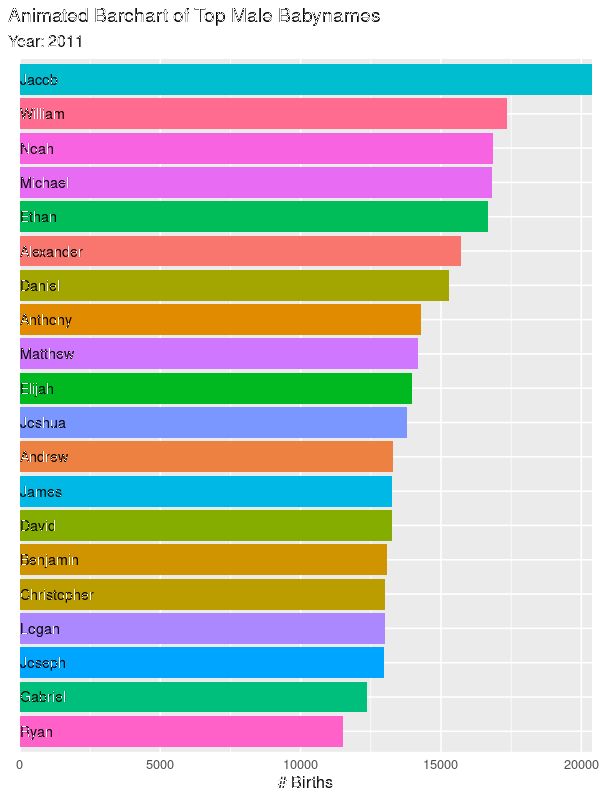 Animated Barchart of Top Male Babynames
Year: 2011
Jacob
William
Noah
Michael
Ethan
Alexander
Daniel
Anthony
Matthew
Elijah
Joshua
Andrew
James
David
Benjamin
Christopher
Logan
Joseph
Gabriel
Ryan
0 5000 10000 15000 20000
# Births